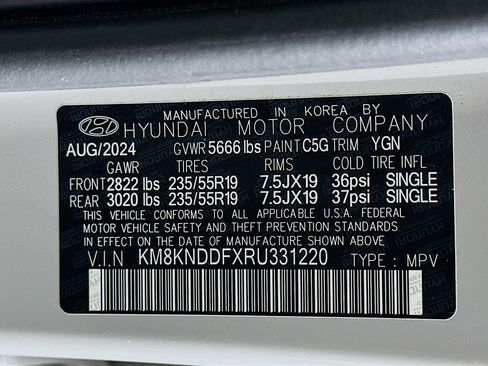 MANUFACTURED IN KOREA BY
HYUNDAI MOTOR COMPANY
AUG/2024 GVWR 5666 lbs PAINT C5G TRIM YGN
GAWR TIRES RIMS COLD TIRE INFL
FRONT 2822 lbs 235/55R19 7.5JX19 36psi SINGLE
REAR 3020 lbs 235/55R19 7.5JX19 37psi SINGLE
THIS VEHICLE CONFORMS TO ALL APPLICABLE U.S.A. FEDERAL
MOTOR VEHICLE SAFETY AND THEFT PREVENTION STANDARDS
IN EFFECT ON THE DATE OF MANUFACTURE SHOWN ABOVE.
V.I.N KM8KNDDFXRU331220 TYPE : MPV